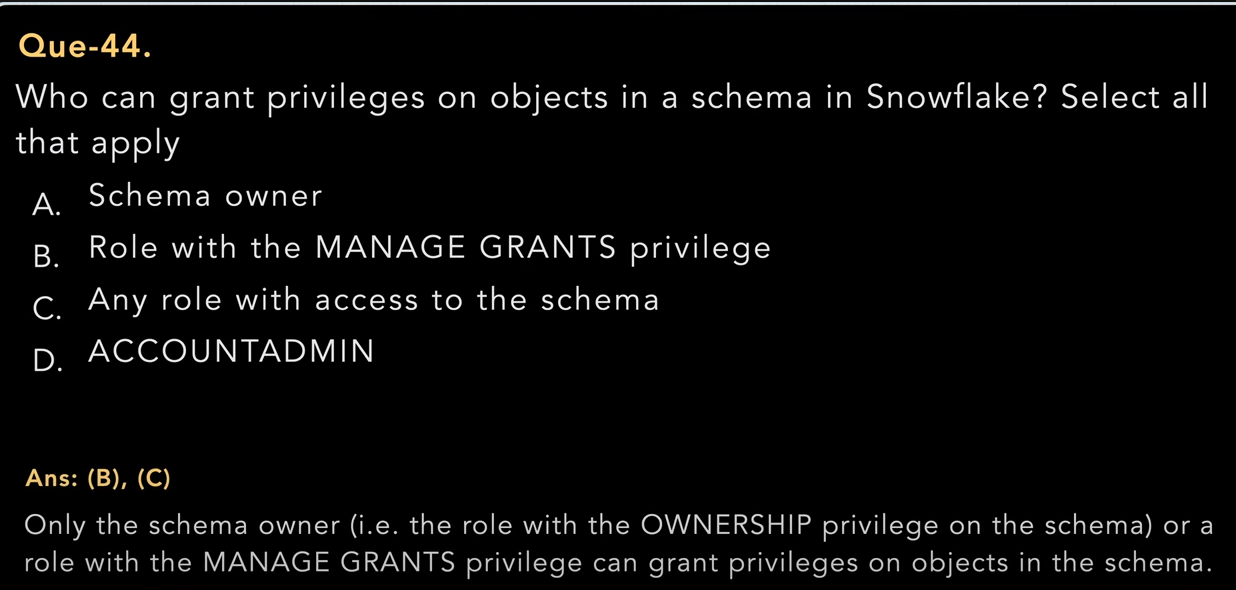 Que-44.
Who can grant privileges on objects in a schema in Snowflake? Select all
that apply
A. Schema owner
B. Role with the MANAGE GRANTS privilege
C. Any role with access to the schema
D. ACCOUNTADMIN
Ans: (B), (C)
Only the schema owner (i.e. the role with the OWNERSHIP privilege on the schema) or a
role with the MANAGE GRANTS privilege can grant privileges on objects in the schema.